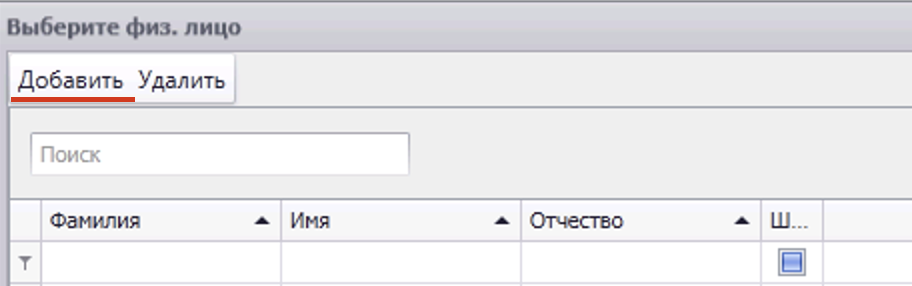 Выберите физ. лицо
Добавить Удалить
Поиск
Фамилия Имя Отчество Ш...